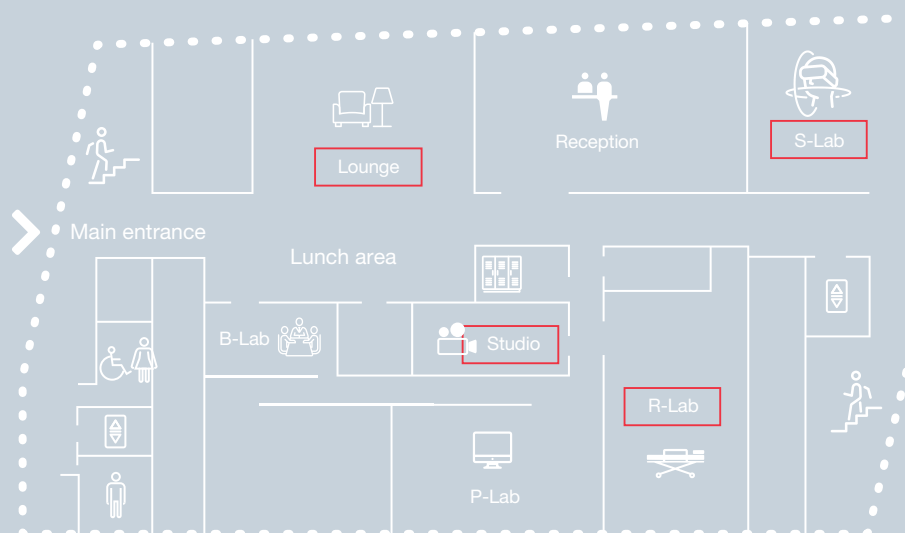 Reception
S-Lab
Lounge
Main entrance
Lunch area
B-Lab
Studio
R-Lab
P-Lab